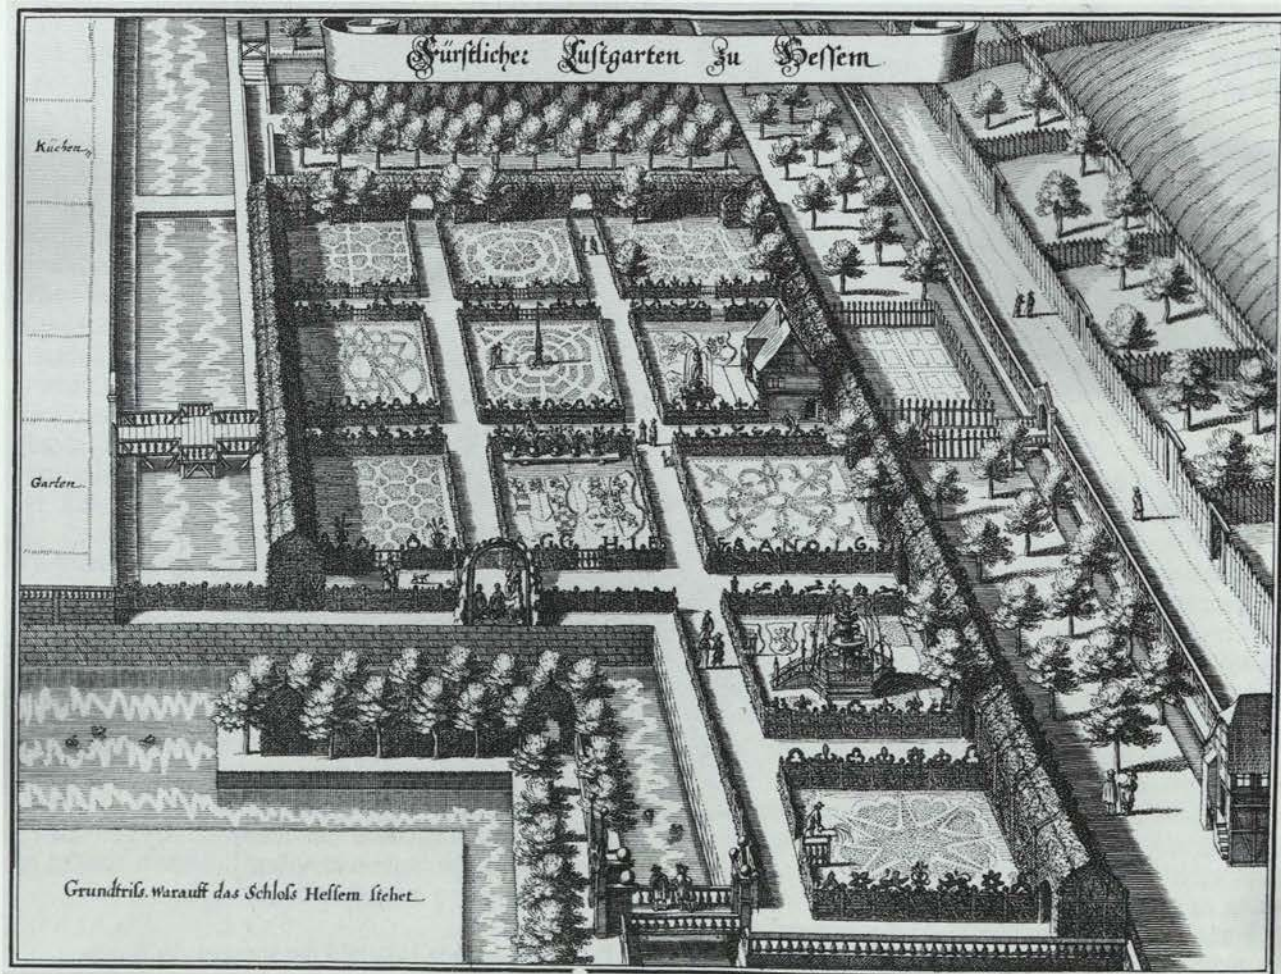 Fürstlicher Lustgarten Zu Hessem
Küchen
Garten
Grundtriss. warauff das Schloss Hessem stehet